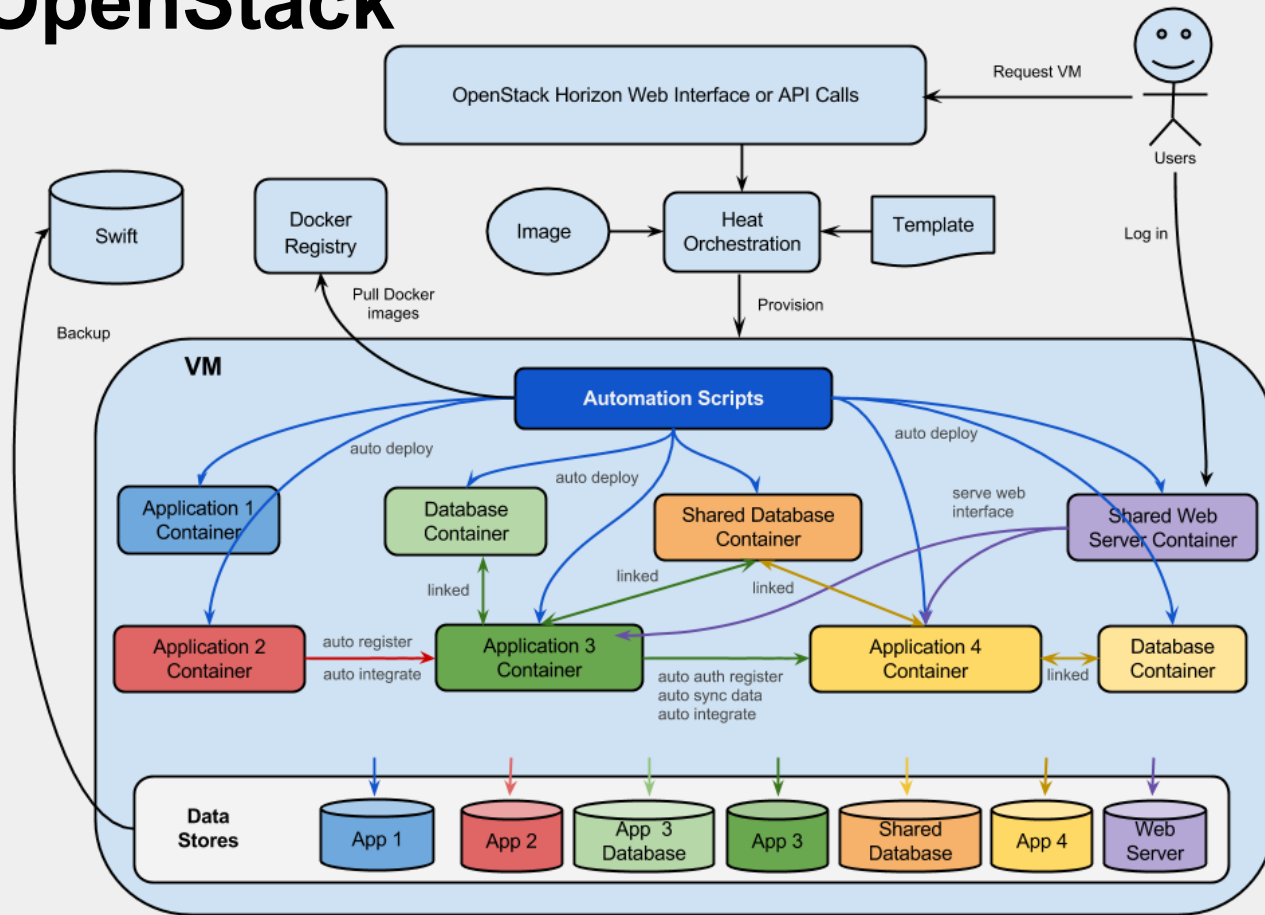 OpenStack
OpenStack Horizon Web Interface or API Calls
Request VM
Users
Swift
Docker
Registry
Image
Heat
Orchestration
Template
Log in
Pull Docker
images
Provision
Backup
VM
Automation Scripts
auto deploy
auto deploy
auto deploy
Application 1
Container
Database
Container
Shared Database
Container
serve web
interface
Shared Web
Server Container
linked
linked
linked
Application 2
Container
auto register
auto integrate
Application 3
Container
auto auth register
auto sync data
auto integrate
Application 4
Container
linked
Database
Container
Data
Stores
App 1
App 2
App 3
Database
App 3
Shared
Database
App 4
Web
Server